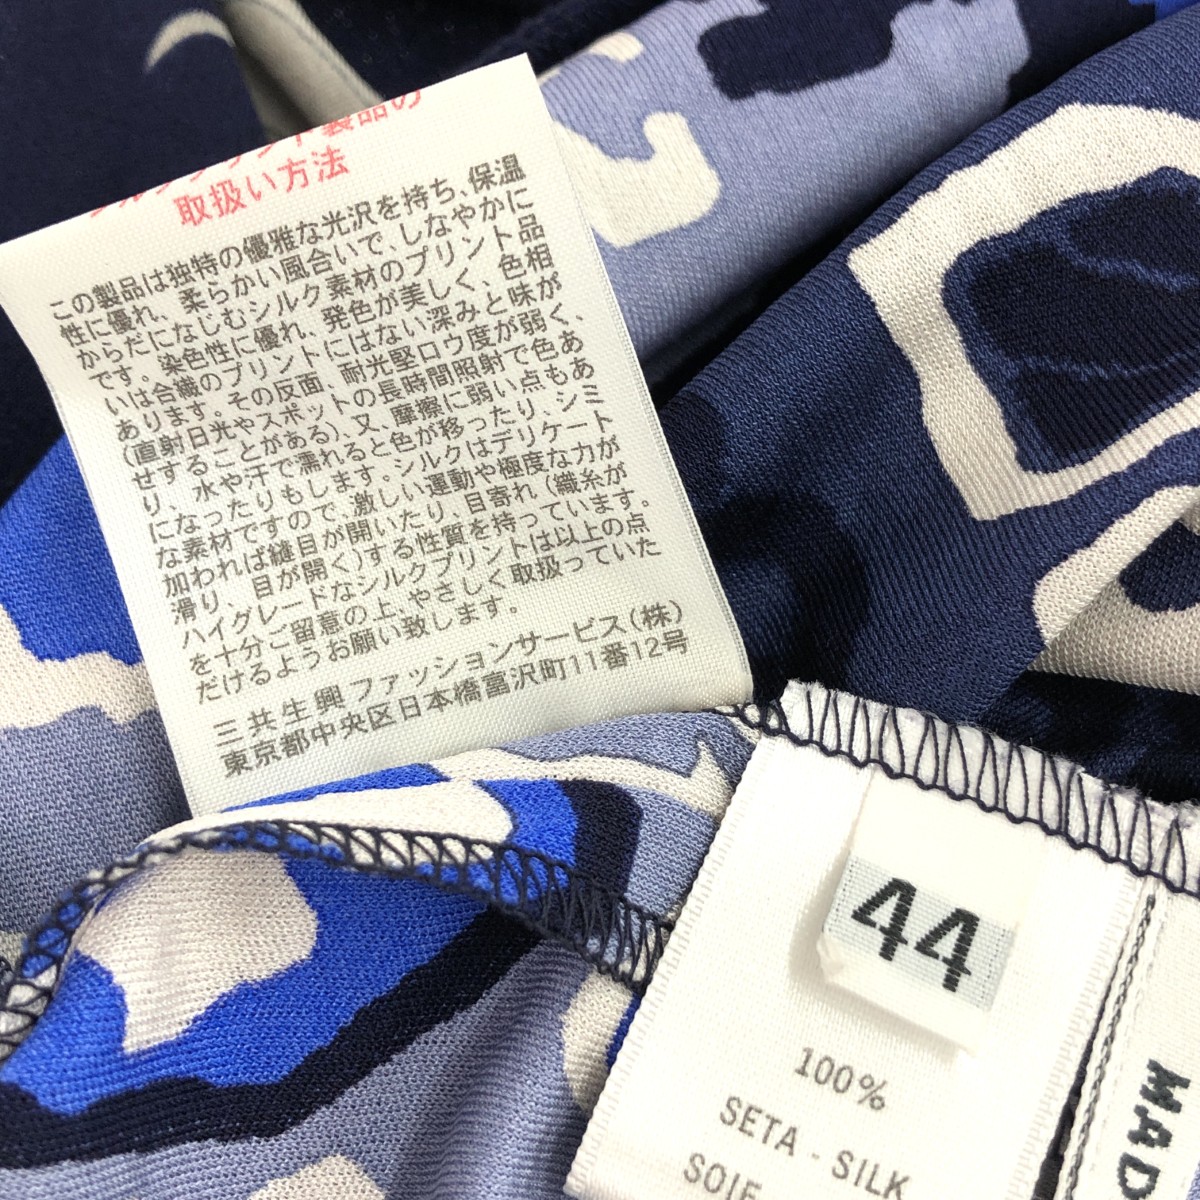 シルクプリント製品の
取扱い方法
この製品は独特の優雅な光沢を持ち、保温
性に優れ、柔らかい風合いで、しなやかに
からだになじむシルク素材のプリント品
です。染色性に優れ、発色が美しく、色相
いは合繊のプリントにはない深みと味が
あります。その反面、耐光堅ロウ度が弱く、
(直射日光やスポットの長時間照射で色あ
せすることがある)、又、摩擦に弱い点もあ
り、水や汗で濡れると色が移ったり、シミ
になったりもします。シルクはデリケート
な素材ですので、激しい運動や極度な力が
加われば縫目が開いたり、目寄れ(織糸が
滑り、目が開く)する性質を持っています。
ハイグレードなシルクプリントは以上の点
を十分ご留意の上、やさしく取扱っていた
だけるようお願い致します。
三共生興ファッションサービス(株)
東京都中央区日本橋富沢町11番12号
44
100%
SETA - SILK
SOIE
MAD